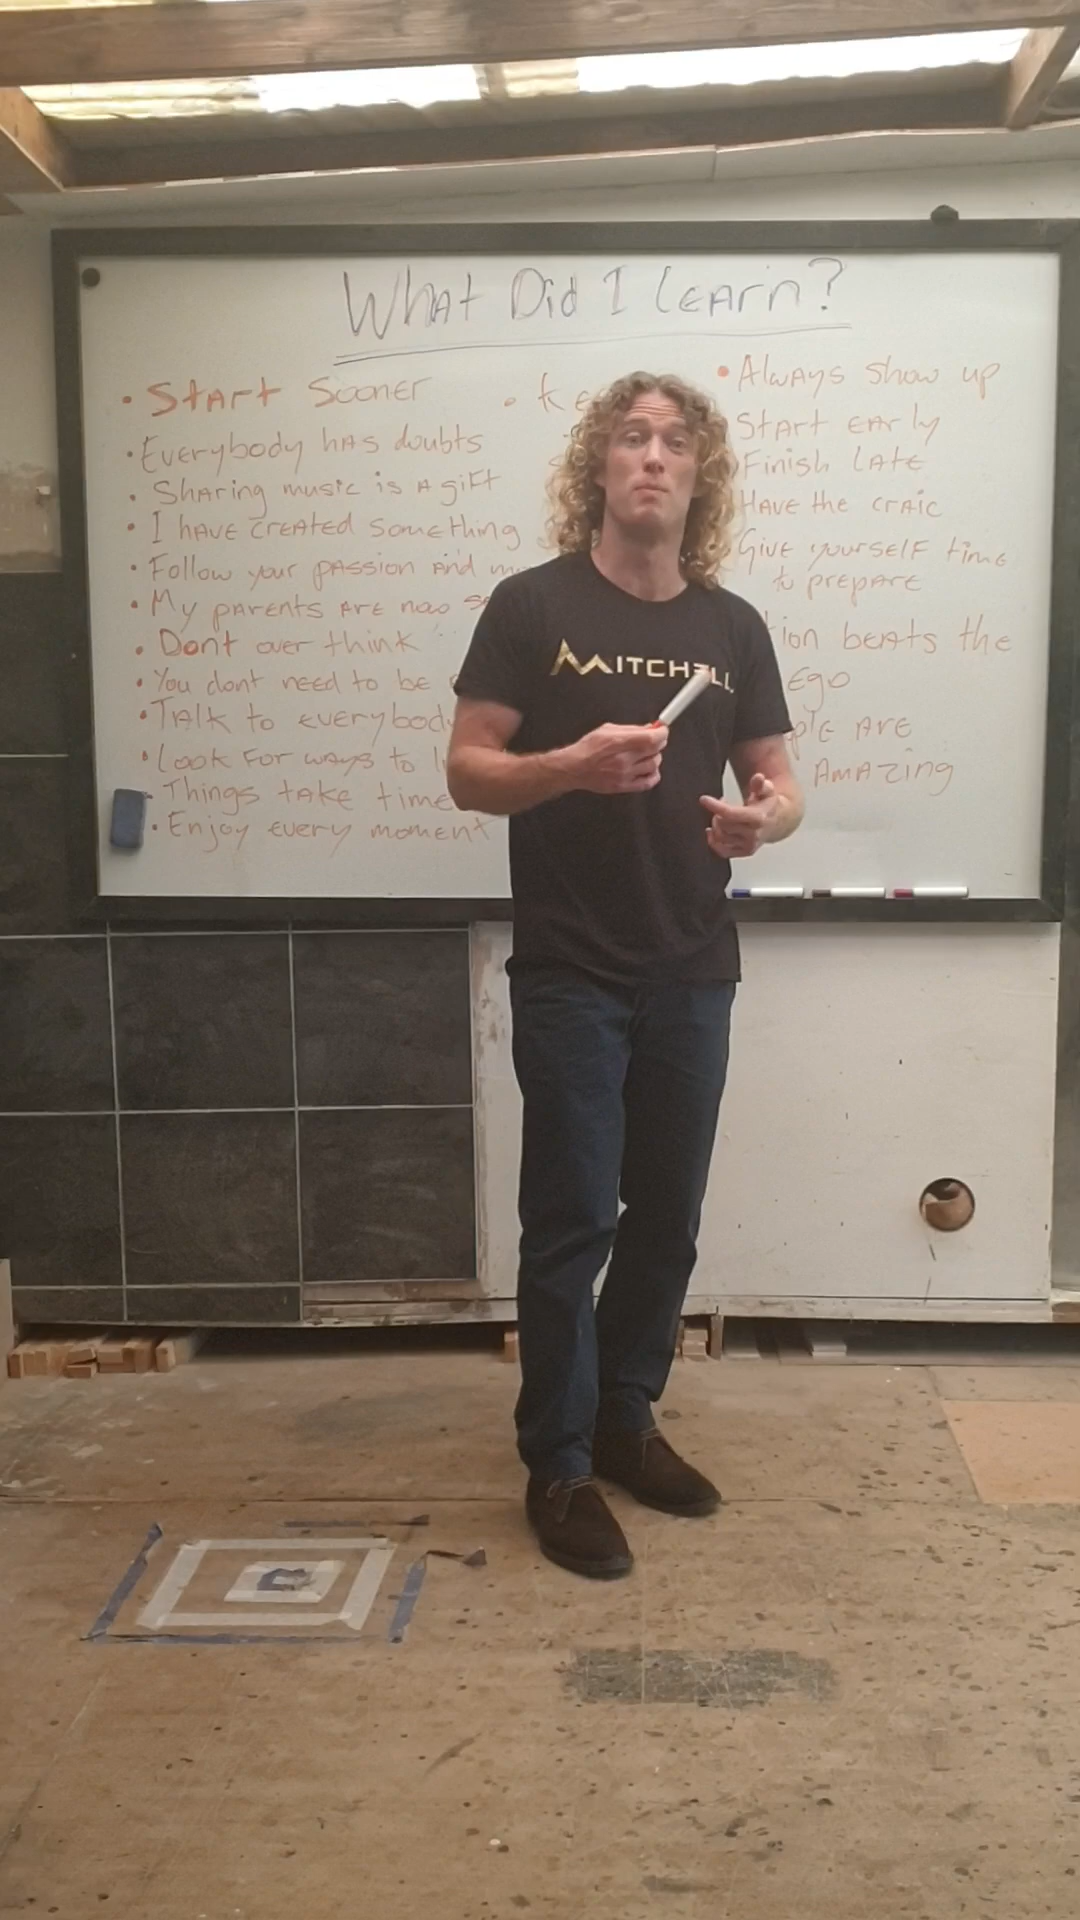 What Did I Learn?
• Start Sooner
• Everybody has doubts
• Sharing music is a gift
• I have created something
• Follow your passion and
• My parents are now
• Dont over think
• You dont need to be
• Talk to everybody
• Look for ways to
Things take time
• Enjoy every moment
•
• Always show up
Start early
Finish late
Have the craic
Give yourself time
to prepare
beats the
Ego
are
Amazing
MITCHELL